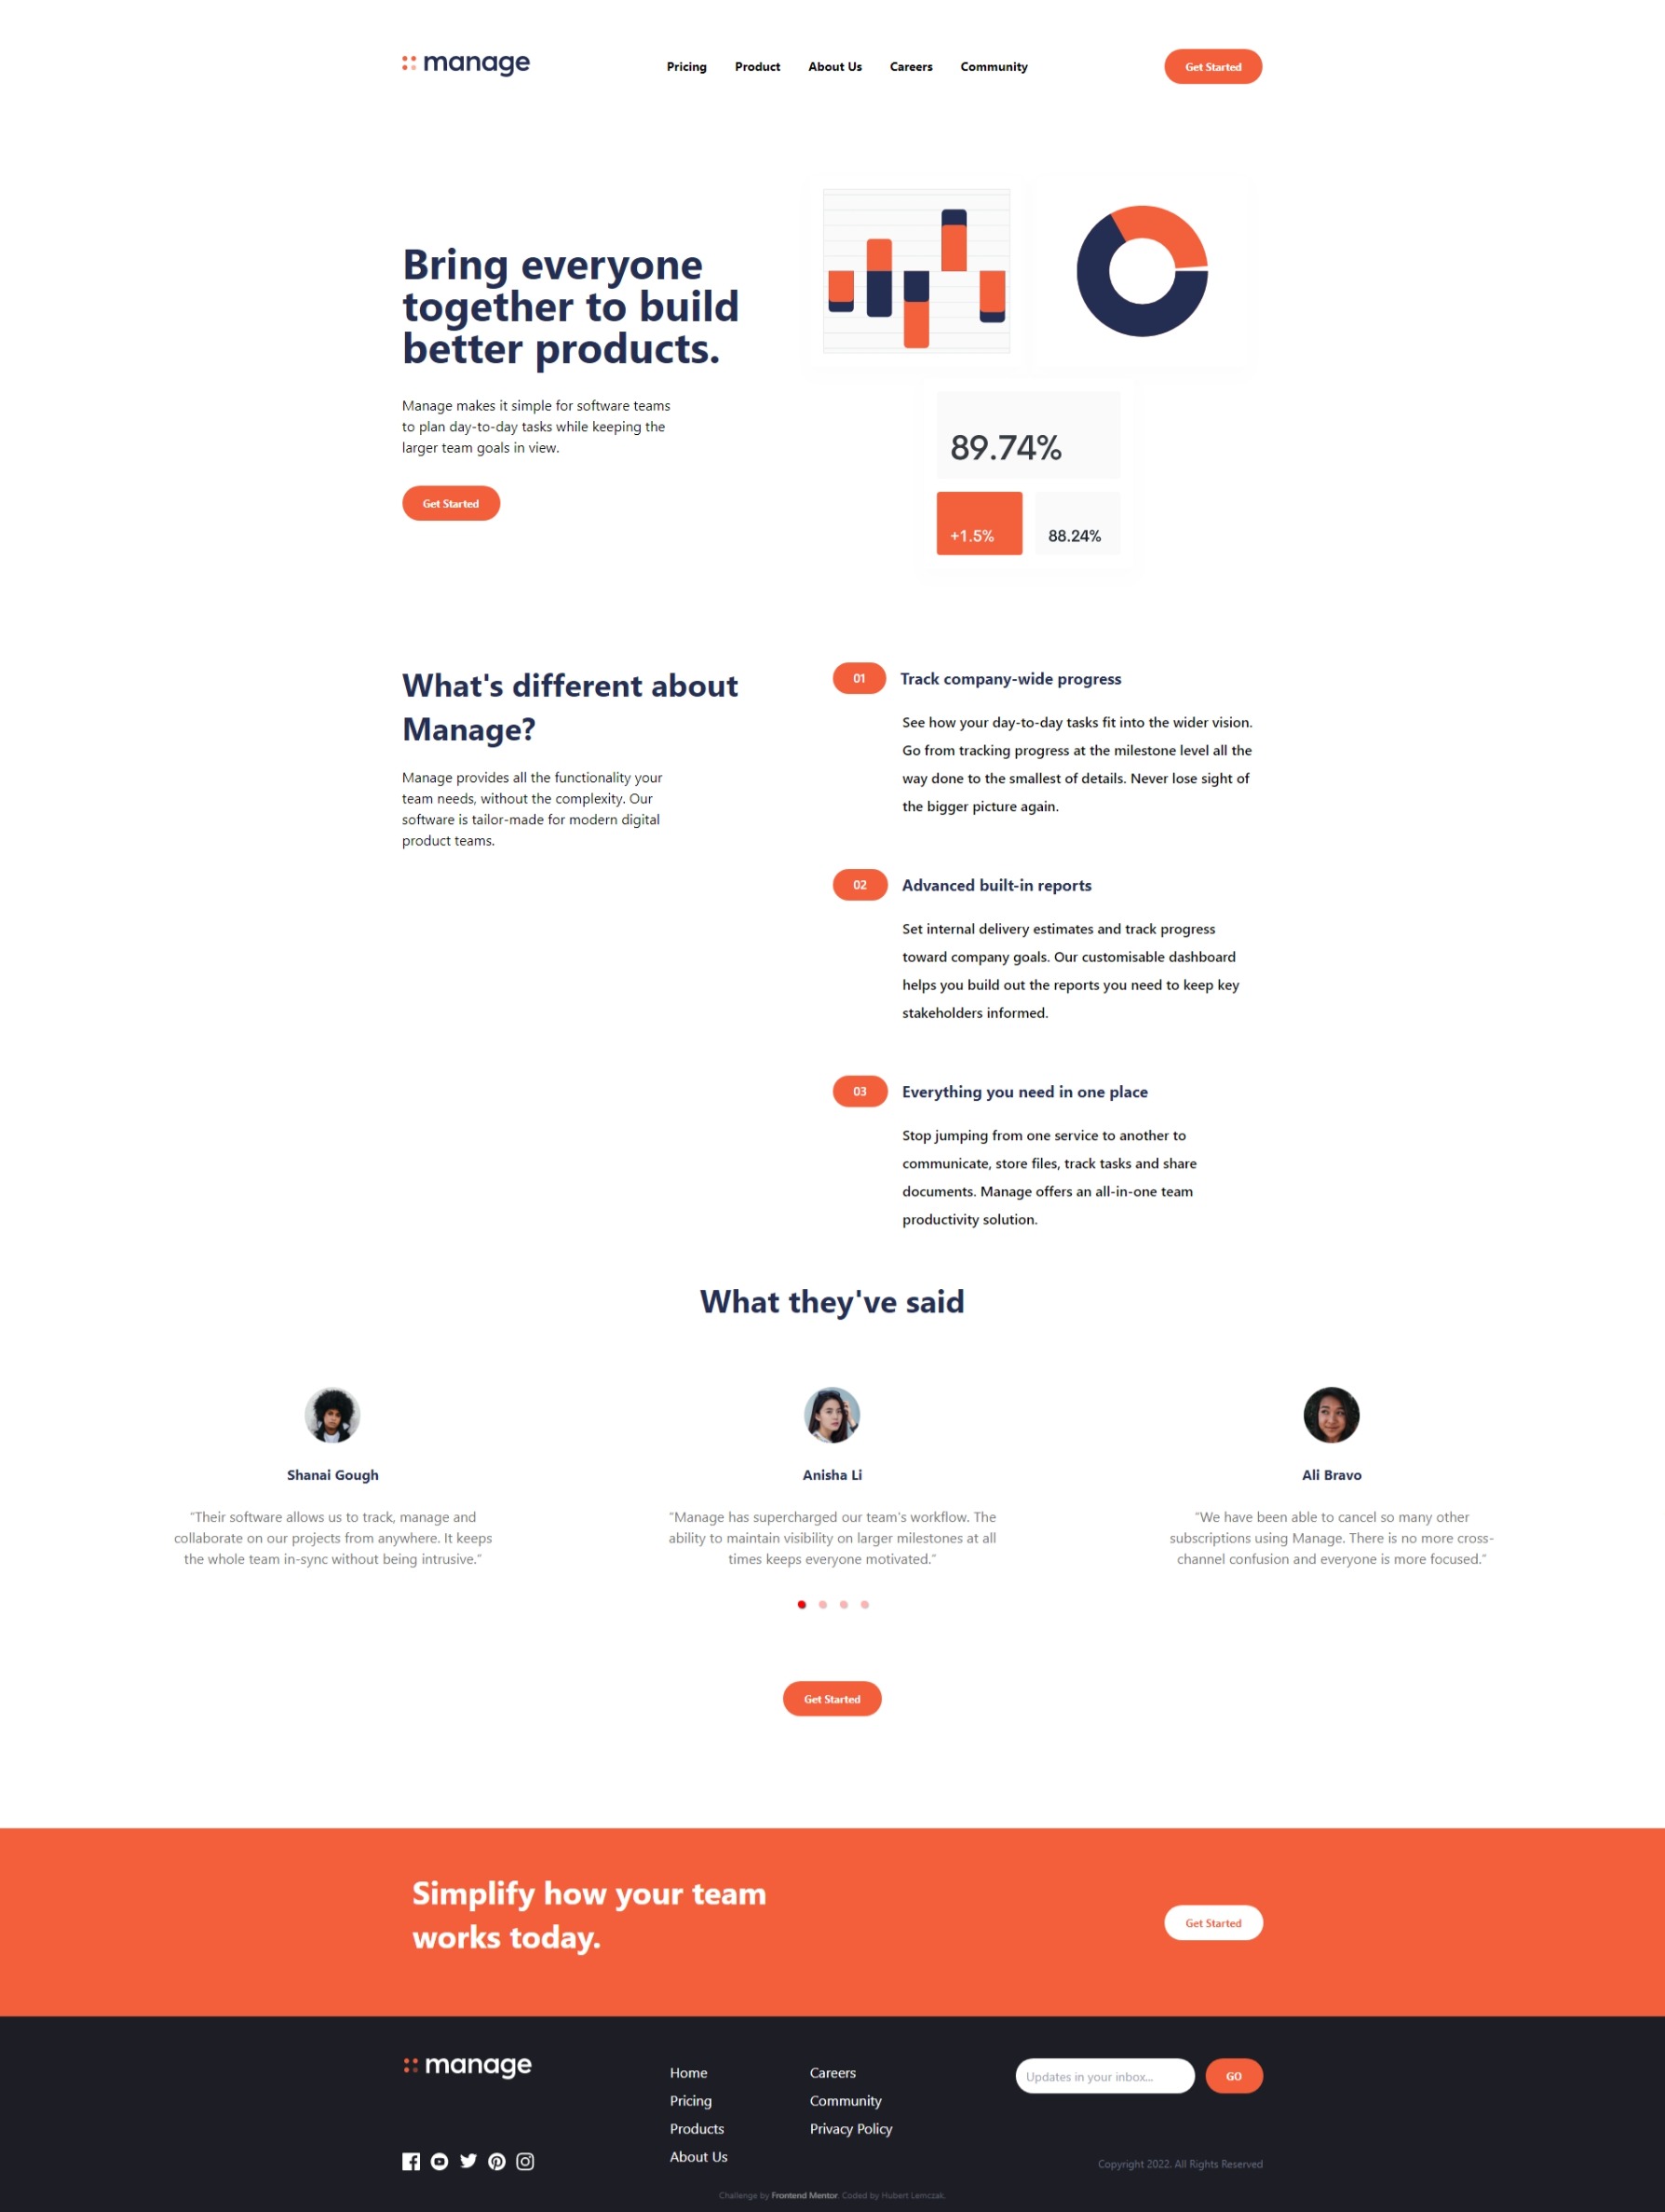 manage
Pricing Product About Us Careers Community
Get Started
Bring everyone
together to build
better products.
Manage makes it simple for software teams
to plan day-to-day tasks while keeping the
larger team goals in view.
Get Started
89.74%
+1.5%
88.24%
What's different about
Manage?
Manage provides all the functionality your
team needs, without the complexity. Our
software is tailor-made for modern digital
product teams.
01 Track company-wide progress
See how your day-to-day tasks fit into the wider vision.
Go from tracking progress at the milestone level all the
way done to the smallest of details. Never lose sight of
the bigger picture again.
02 Advanced built-in reports
Set internal delivery estimates and track progress
toward company goals. Our customisable dashboard
helps you build out the reports you need to keep key
stakeholders informed.
03 Everything you need in one place
Stop jumping from one service to another to
communicate, store files, track tasks and share
documents. Manage offers an all-in-one team
productivity solution.
What they've said
Shanai Gough
“Their software allows us to track, manage and
collaborate on our projects from anywhere. It keeps
the whole team in-sync without being intrusive.”
Anisha Li
“Manage has supercharged our team's workflow. The
ability to maintain visibility on larger milestones at all
times keeps everyone motivated.”
Ali Bravo
“We have been able to cancel so many other
subscriptions using Manage. There is no more cross-
channel confusion and everyone is more focused.”
Get Started
Simplify how your team
works today.
Get Started
manage
Home
Pricing
Products
About Us
Careers
Community
Privacy Policy
Updates in your inbox...
GO
Copyright 2022. All Rights Reserved
Challenge by Frontend Mentor. Coded by Hubert Lemczak.